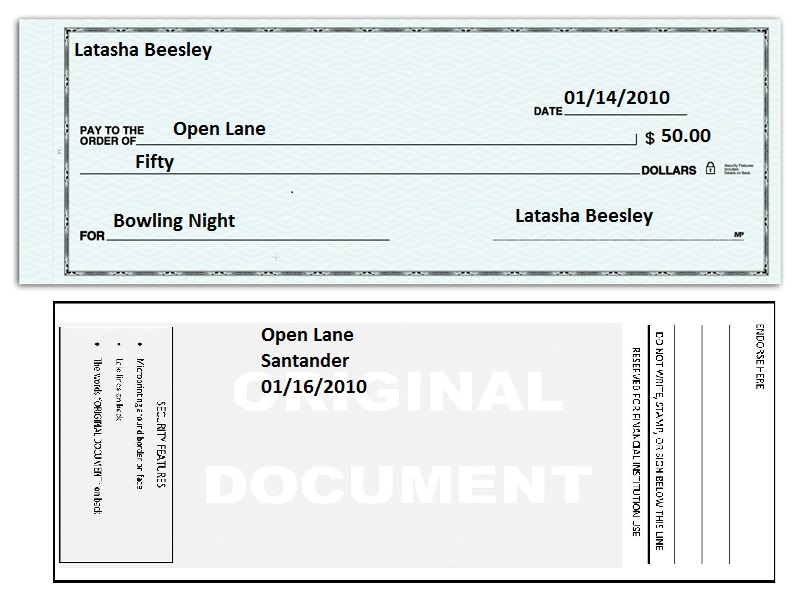 Latasha Beesley
01/14/2010
DATE
PAY TO THE
ORDER OF
Open Lane
$ 50.00
Fifty
DOLLARS
Security Features
Included.
Details on Back.
Bowling Night
Latasha Beesley
FOR
MP
Open Lane
Santander
01/16/2010
ORIGINAL
DOCUMENT
SECURITY FEATURES
• Microprinting around border on face
• lines on back
• The words "ORIGINAL DOCUMENT" on back
ENDORSE HERE
DO NOT WRITE, STAMP, OR SIGN BELOW THIS LINE
RESERVED FOR FINANCIAL INSTITUTION USE